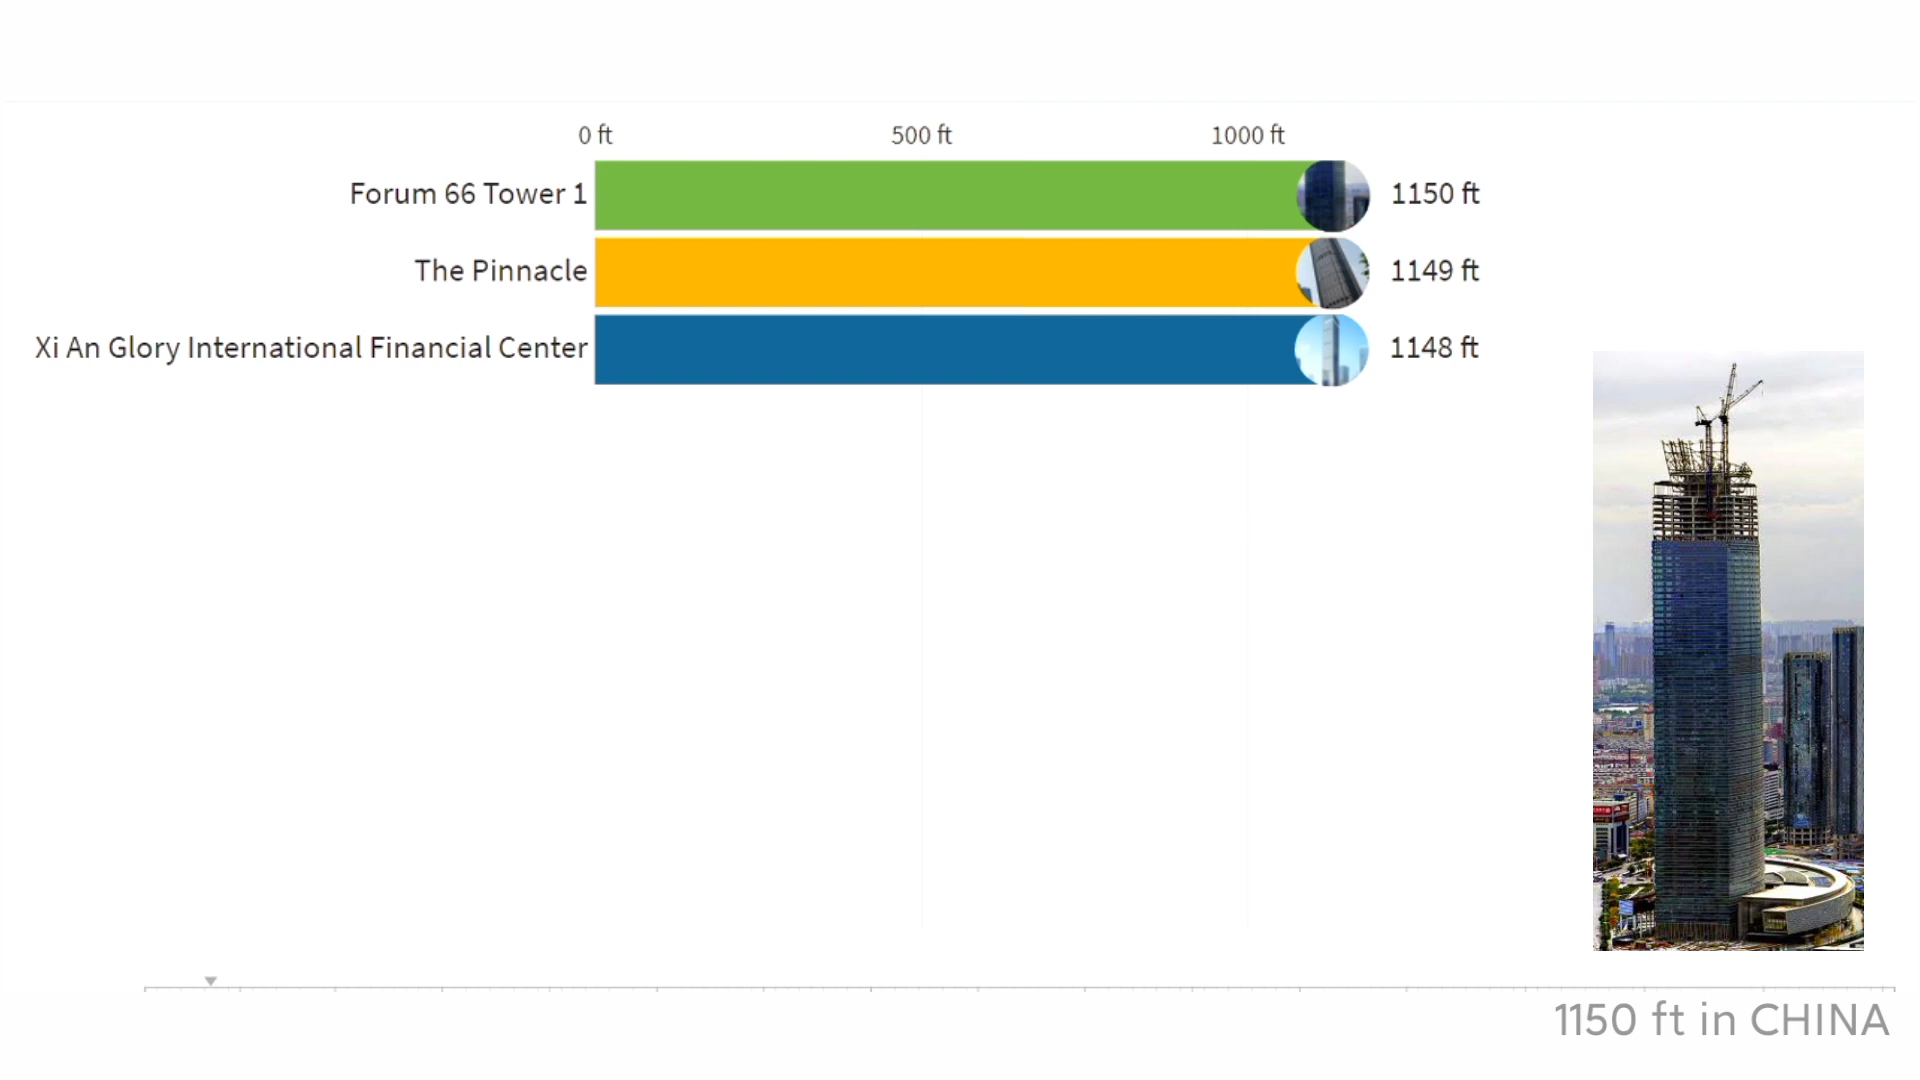 0 ft 500 ft 1000 ft
Forum 66 Tower 1 1150 ft
The Pinnacle 1149 ft
Xi An Glory International Financial Center 1148 ft
1150 ft in CHINA